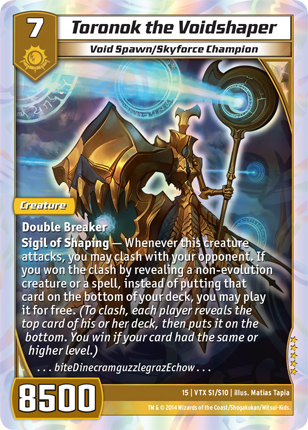 7
Toronok the Voidshaper
Void Spawn/Skyforce Champion
Creature
Double Breaker
Sigil of Shaping — Whenever this creature
attacks, you may clash with your opponent. If
you won the clash by revealing a non-evolution
creature or a spell, instead of putting that
card on the bottom of your deck, you may play
it for free. (To clash, each player reveals the
top card of his or her deck, then puts it on the
bottom. You win if your card had the same or
higher level.)
. . . biteDinecramguzzlegrazEchow . . .
15 | VTX S1/S10 | Illus. Matias Tapia
8500
TM & © 2014 Wizards of the Coast/Shogakukan/Mitsui-Kids.